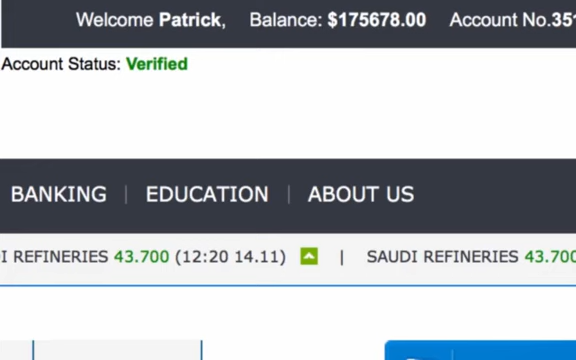 Welcome Patrick, Balance: $175678.00 Account No.351
Account Status: Verified
BANKING | EDUCATION | ABOUT US
I REFINERIES 43.700 (12:20 14.11) | SAUDI REFINERIES 43.700